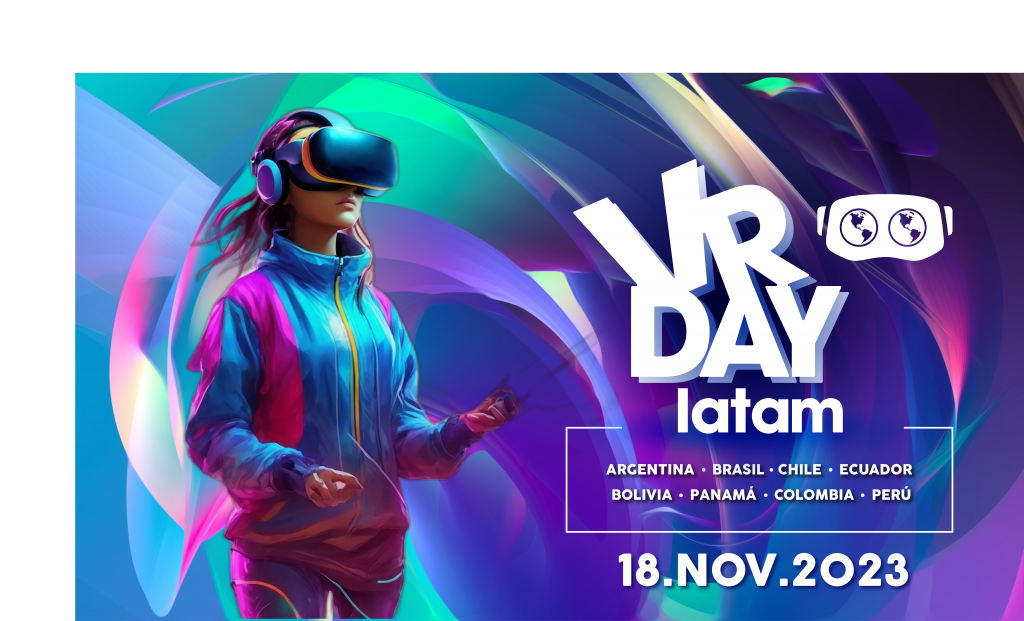 VR
DAY
latam
ARGENTINA • BRASIL • CHILE • ECUADOR
BOLIVIA • PANAMÁ • COLOMBIA • PERÚ
18.NOV.2023